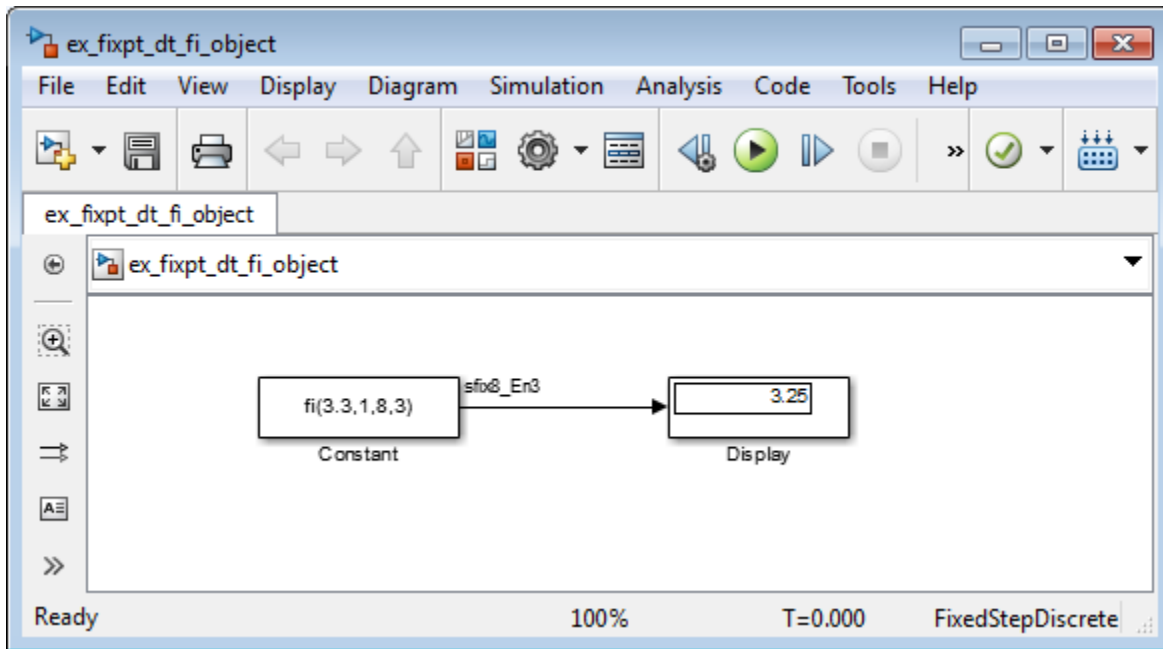 ex_fixpt_dt_fi_object
File Edit View Display Diagram Simulation Analysis Code Tools Help
ex_fixpt_dt_fi_object
ex_fixpt_dt_fi_object
sfix8_En3
fi(3.3,1,8,3)
3.25
Constant
Display
Ready 100% T=0.000 FixedStepDiscrete